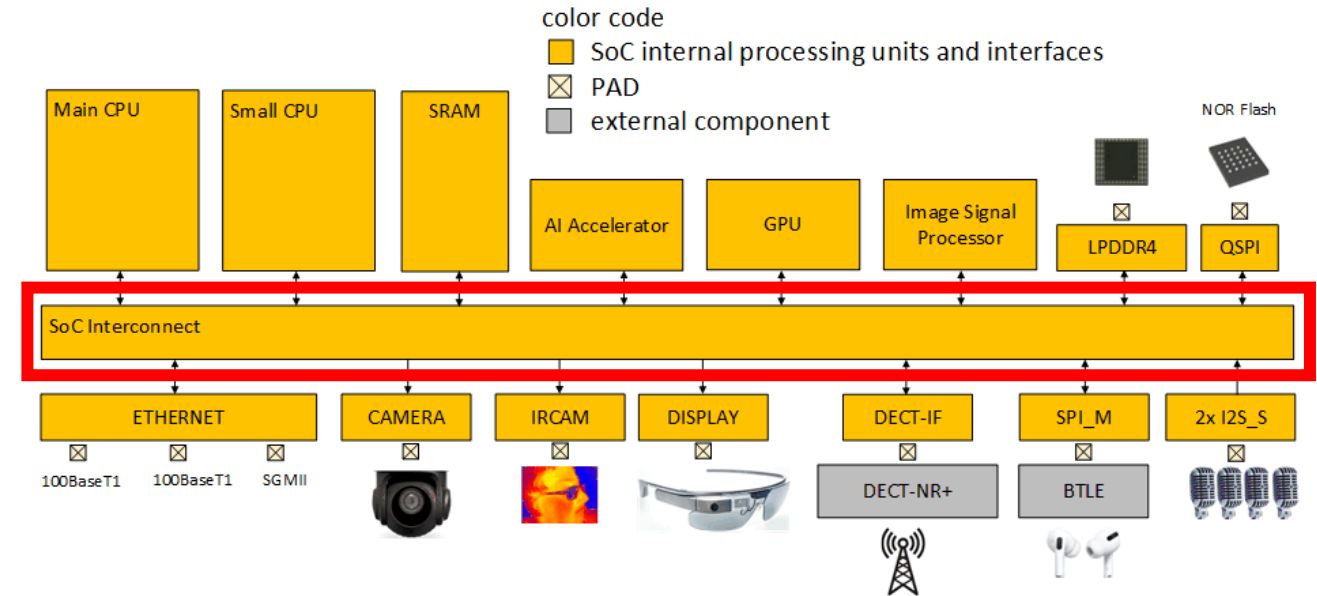 color code
SoC internal processing units and interfaces
PAD
external component
Main CPU
Small CPU
SRAM
AI Accelerator
GPU
Image Signal
Processor
NOR Flash
LPDDR4
QSPI
SoC Interconnect
ETHERNET
CAMERA
IRCAM
DISPLAY
DECT-IF
SPI_M
2x I2S_S
100BaseT1
100BaseT1
SGMII
DECT-NR+
BTLE